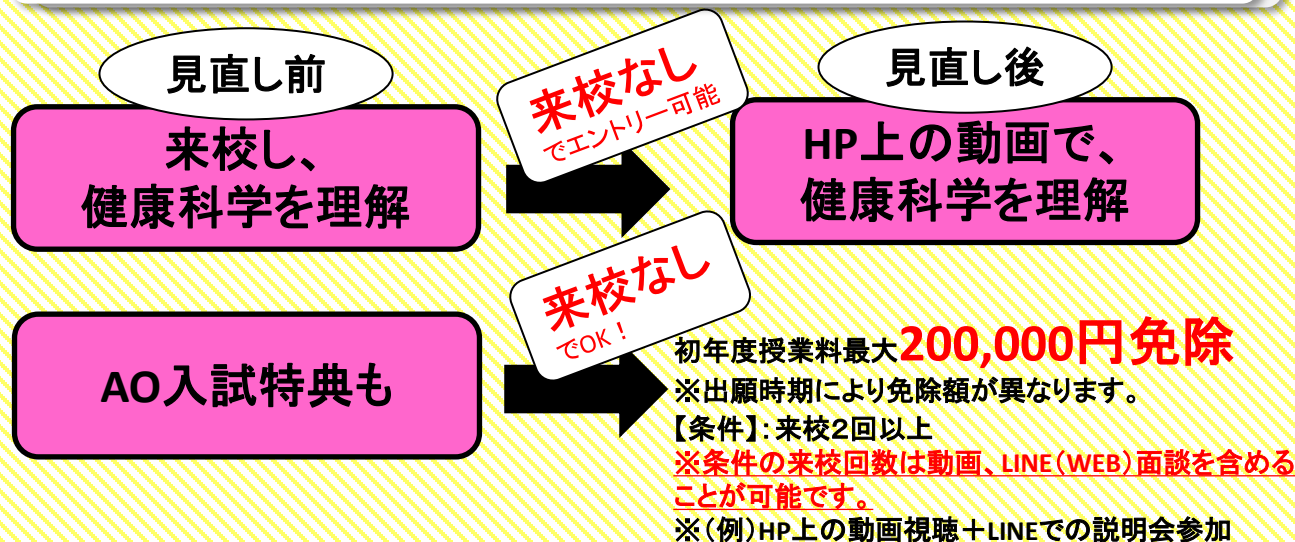 見直し前
来校し、
健康科学を理解
来校なし
でエントリー可能
見直し後
HP上の動画で、
健康科学を理解
AO入試特典も
来校なし
でOK！
初年度授業料最大200,000円免除
※出願時期により免除額が異なります。
【条件】：来校２回以上
※条件の来校回数は動画、LINE（WEB）面談を含める
ことが可能です。
※（例）HP上の動画視聴＋LINEでの説明会参加